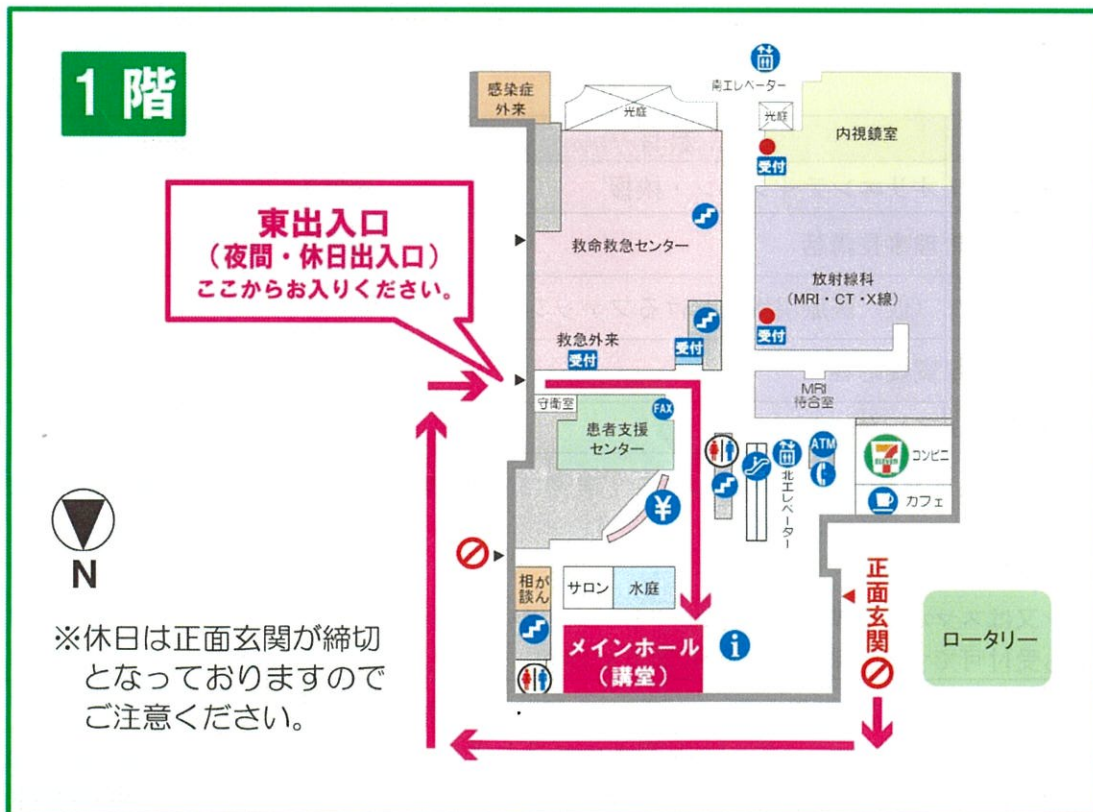 1階
感染症
外来
光庭
南エレベーター
光庭
内視鏡室
受付
東出入口
（夜間・休日出入口）
ここからお入りください。
救命救急センター
放射線科
（MRI・CT・X線）
受付
救急外来
受付
受付
MRI
待合室
守衛室
FAX
患者支援
センター
ATM
7
ELEVEN
コンビニ
カフェ
北エレベーター
¥
N
がん
相談
サロン
水庭
正面玄関
ロータリー
メインホール
（講堂）
i
※休日は正面玄関が締切
となっておりますので
ご注意ください。